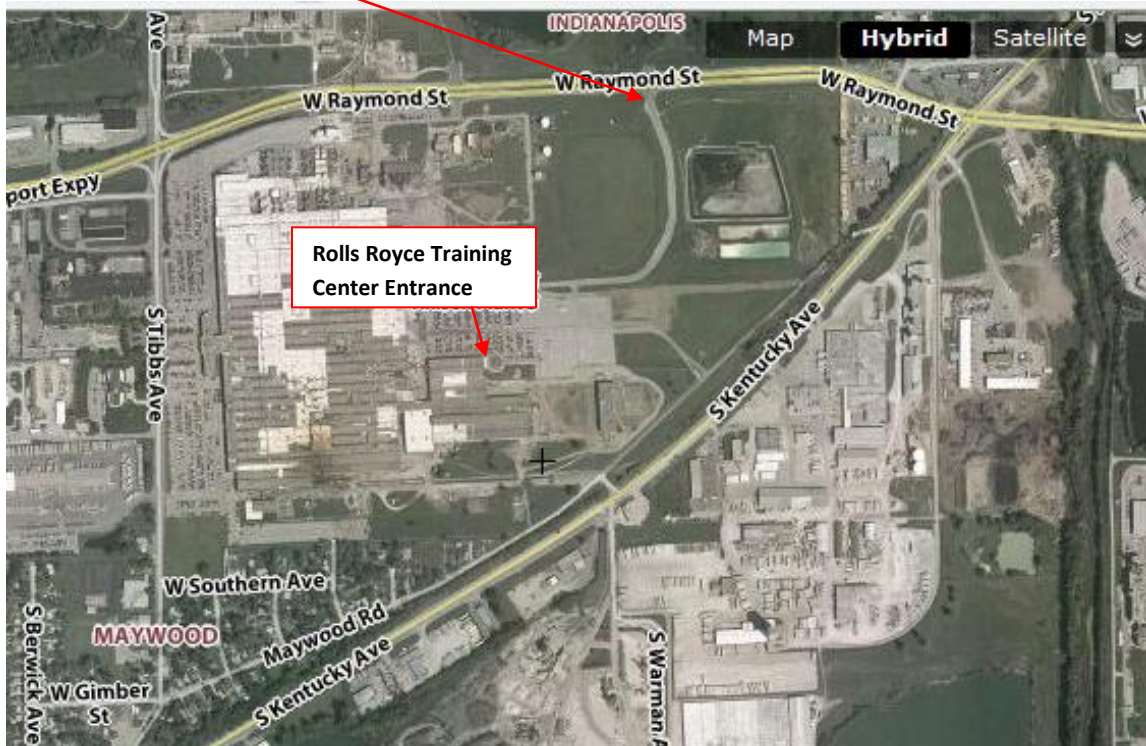 INDIANAPOLIS
Map
Hybrid
Satellite
Ave
W Raymond St
W Raymond St
W Raymond St
port Expy
Rolls Royce Training
Center Entrance
S Tibbs Ave
S Kentucky Ave
W Southern Ave
MAYWOOD
Maywood Rd
S Berwick Ave
W Gimber
St
S Kentucky Ave
S Warman A